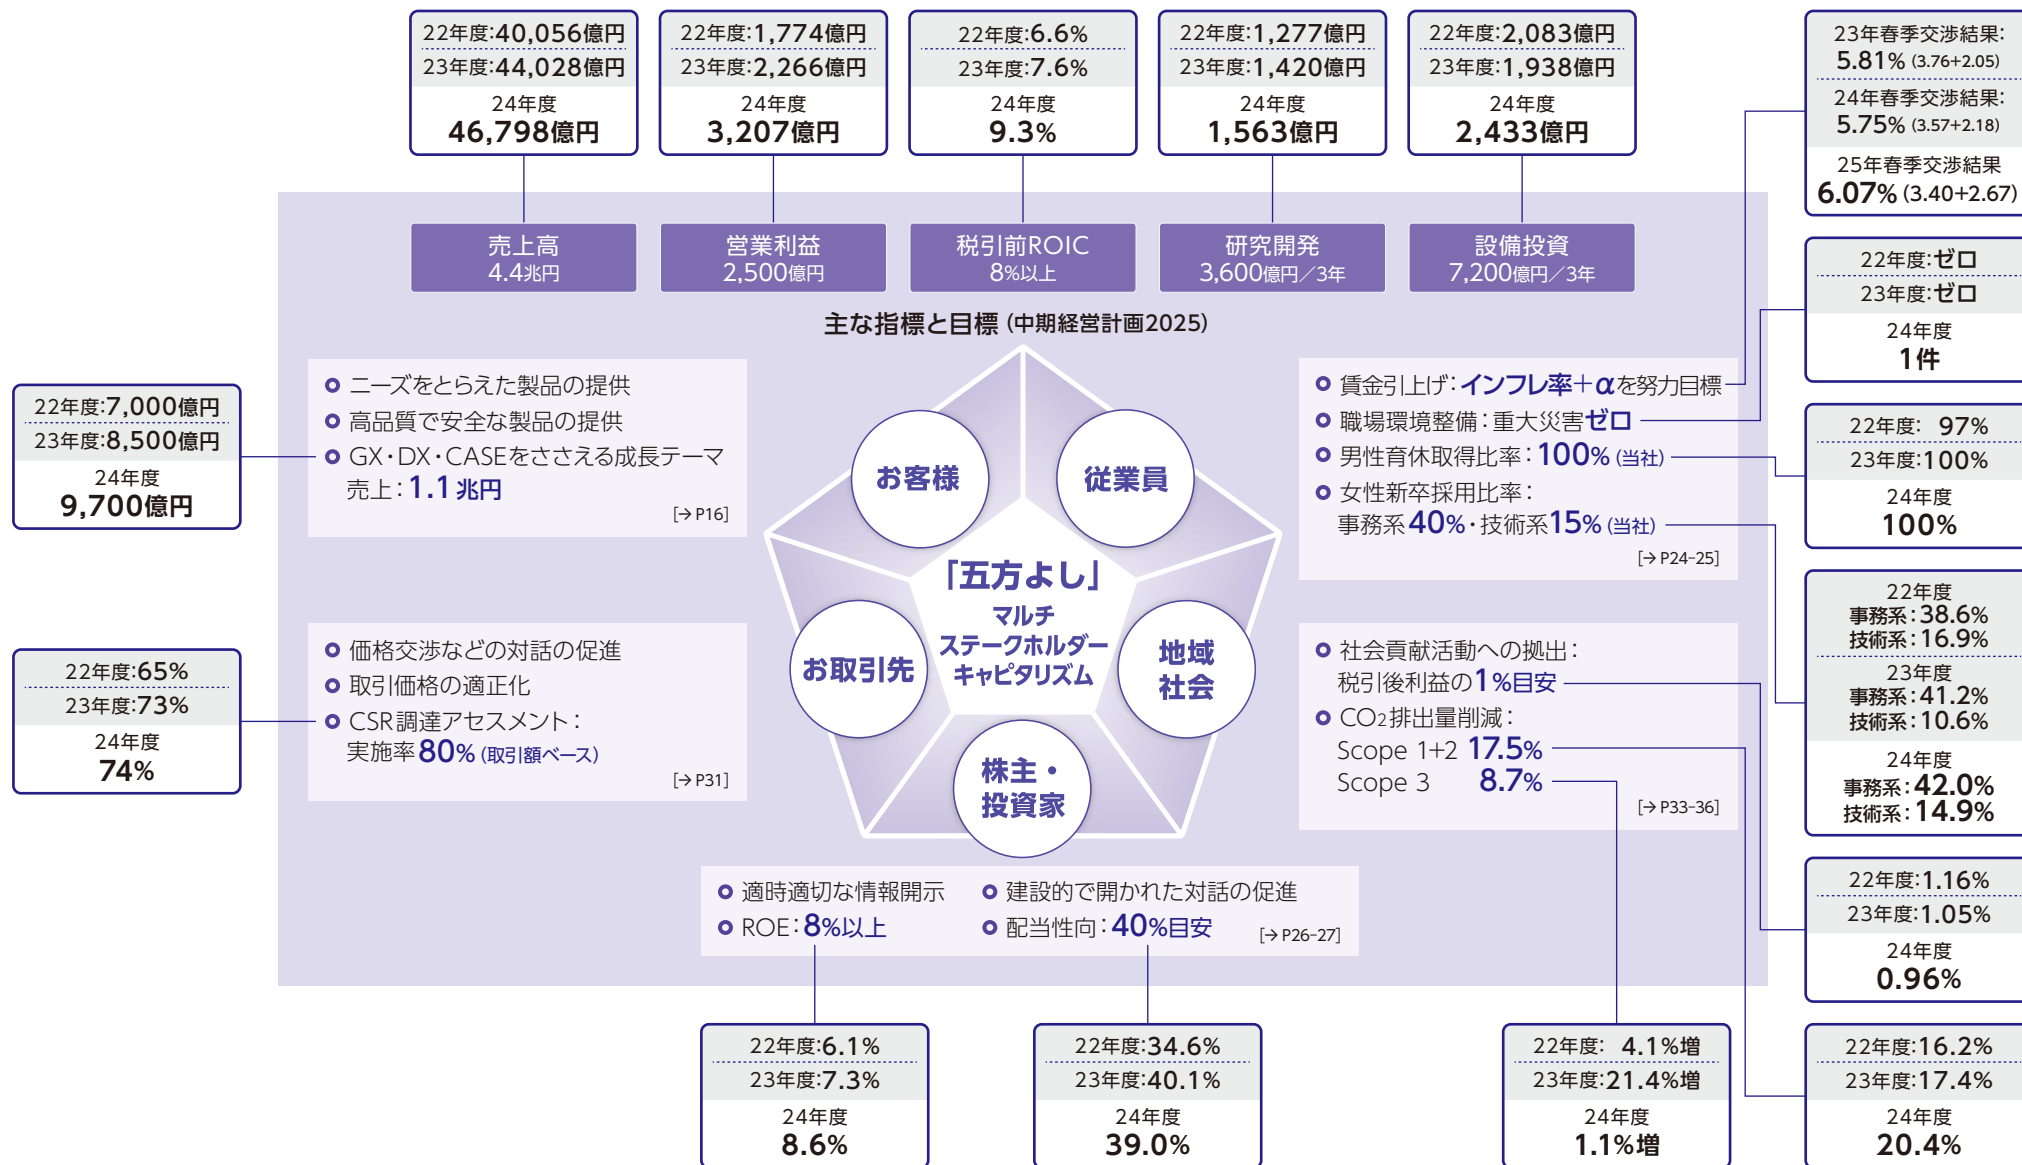 22年度:40,056億円
23年度:44,028億円
24年度
46,798億円
22年度:1,774億円
23年度:2,266億円
24年度
3,207億円
22年度:6.6%
23年度:7.6%
24年度
9.3%
22年度:1,277億円
23年度:1,420億円
24年度
1,563億円
22年度:2,083億円
23年度:1,938億円
24年度
2,433億円
23年春季交渉結果:
5.81% (3.76+2.05)
24年春季交渉結果:
5.75% (3.57+2.18)
25年春季交渉結果
6.07% (3.40+2.67)
売上高
4.4兆円
営業利益
2,500億円
税引前ROIC
8%以上
研究開発
3,600億円／3年
設備投資
7,200億円／3年
主な指標と目標 (中期経営計画2025)
22年度:ゼロ
23年度:ゼロ
24年度
1件
22年度:7,000億円
23年度:8,500億円
24年度
9,700億円
ニーズをとらえた製品の提供
高品質で安全な製品の提供
GX・DX・CASEをささえる成長テーマ
売上：1.1兆円
[→P16]
お客様
従業員
賃金引上げ：インフレ率＋αを努力目標
職場環境整備：重大災害ゼロ
男性育休取得比率：100% (当社)
女性新卒採用比率：
事務系40%・技術系15% (当社)
[→P24-25]
22年度: 97%
23年度:100%
24年度
100%
「五方よし」
マルチ
ステークホルダー
キャピタリズム
22年度
事務系：38.6%
技術系：16.9%
23年度
事務系：41.2%
技術系：10.6%
24年度
事務系：42.0%
技術系：14.9%
22年度:65%
23年度:73%
24年度
74%
価格交渉などの対話の促進
取引価格の適正化
CSR調達アセスメント：
実施率80% (取引額ベース)
[→P31]
お取引先
地域
社会
株主・
投資家
社会貢献活動への拠出：
税引後利益の1%目安
CO2排出量削減：
Scope 1+2 17.5%
Scope 3 8.7%
[→P33-36]
適時適切な情報開示
建設的で開かれた対話の促進
ROE：8%以上
配当性向：40%目安
[→P26-27]
22年度:1.16%
23年度:1.05%
24年度
0.96%
22年度:6.1%
23年度:7.3%
24年度
8.6%
22年度:34.6%
23年度:40.1%
24年度
39.0%
22年度: 4.1%増
23年度:21.4%増
24年度
1.1%増
22年度:16.2%
23年度:17.4%
24年度
20.4%